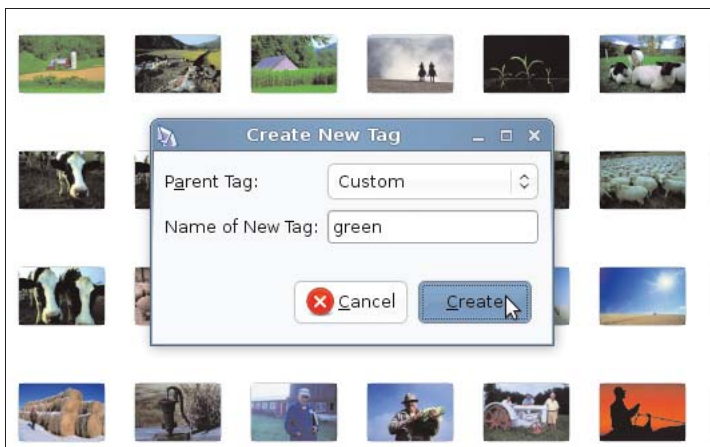 Create New Tag
Parent Tag: Custom
Name of New Tag: green
Cancel Create